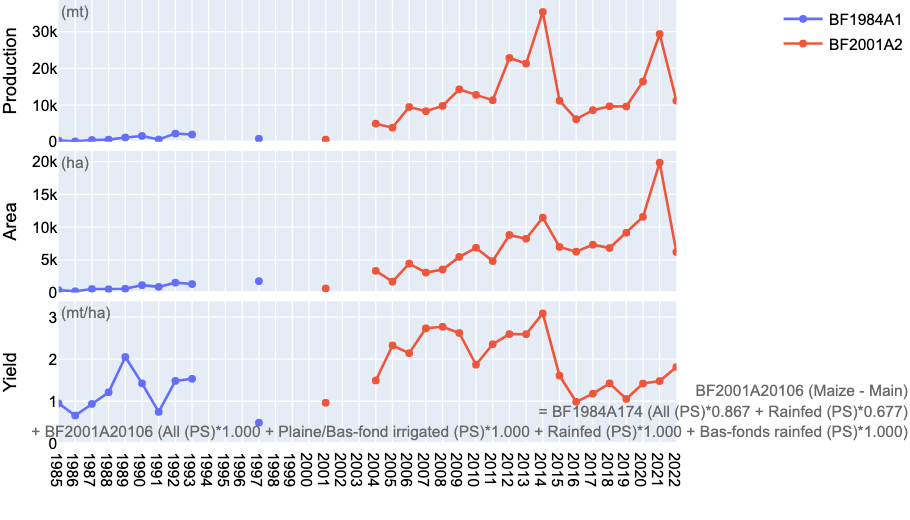 (mt)
BF1984A1
BF2001A2
Production
30k
20k
10k
0
(ha)
Area
20k
15k
10k
5k
0
(mt/ha)
Yield
3
2
1
0
BF2001A20106 (Maize - Main)
= BF1984A174 (All (PS)*0.867 + Rainfed (PS)*0.677)
+ BF2001A20106 (All (PS)*1.000 + Plaine/Bas-fond irrigated (PS)*1.000 + Rainfed (PS)*1.000 + Bas-fonds rainfed (PS)*1.000)
1985
1986
1987
1988
1989
1990
1991
1992
1993
1994
1995
1996
1997
1998
1999
2000
2001
2002
2003
2004
2005
2006
2007
2008
2009
2010
2011
2012
2013
2014
2015
2016
2017
2018
2019
2020
2021
2022